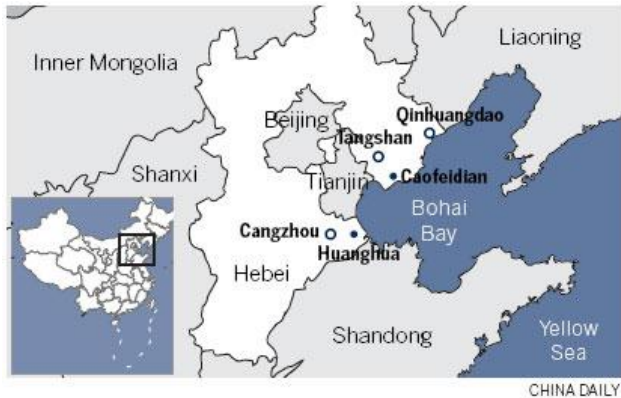 Liaoning
Inner Mongolia
Qinhuangdao
Beijing
Tangshan
Shanxi
Tianjin
Caofeidian
Bohai
Bay
Cangzhou
Huanghua
Hebei
Shandong
Yellow
Sea
CHINA DAILY